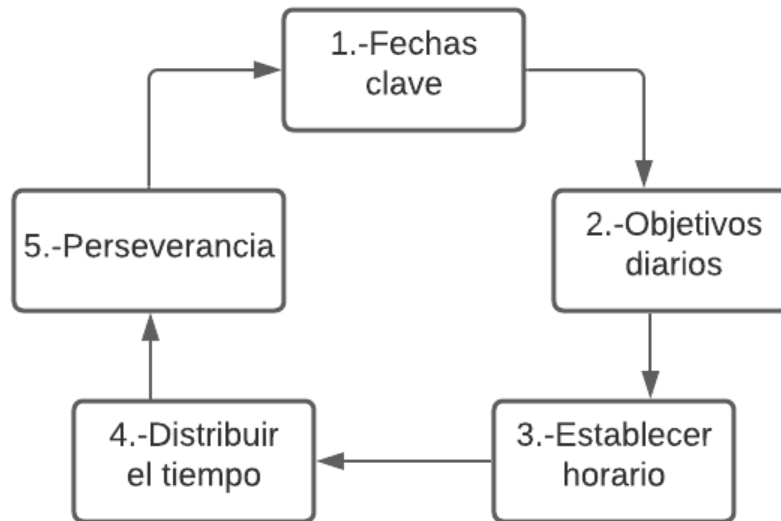 1.-Fechas
clave
2.-Objetivos
diarios
3.-Establecer
horario
4.-Distribuir
el tiempo
5.-Perseverancia